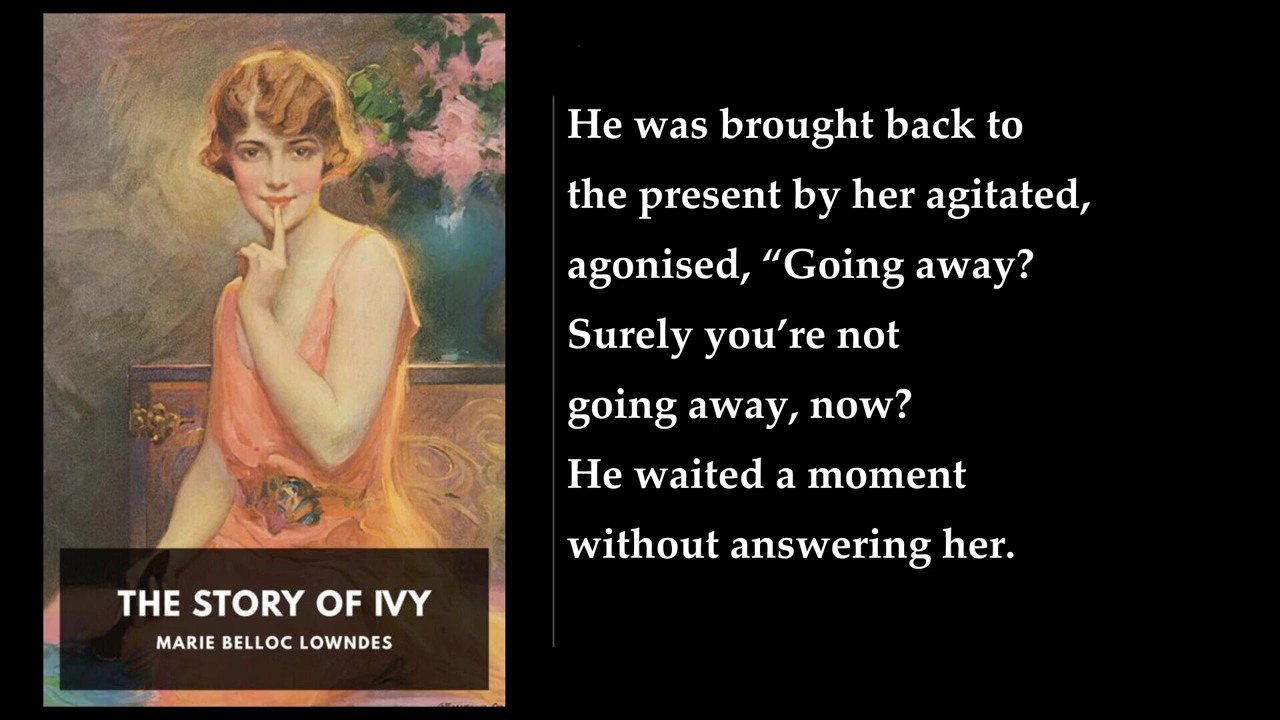 THE STORY OF IVY
MARIE BELLOC LOWNDES
He was brought back to
the present by her agitated,
agonised, “Going away?
Surely you’re not
going away, now?
He waited a moment
without answering her.